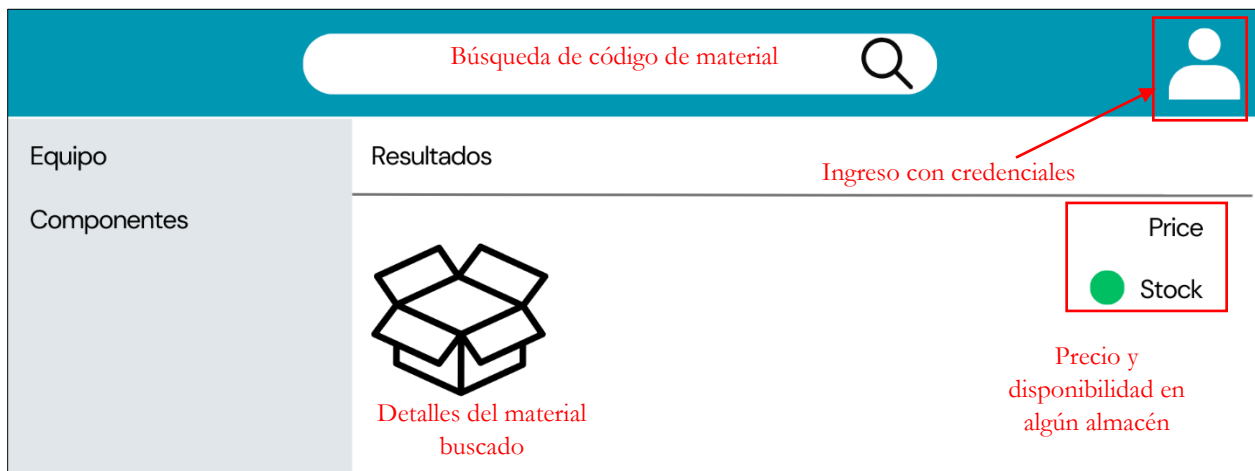 Búsqueda de código de material
Equipo
Resultados
Ingreso con credenciales
Componentes
Price
Stock
Detalles del material
buscado
Precio y
disponibilidad en
algún almacén